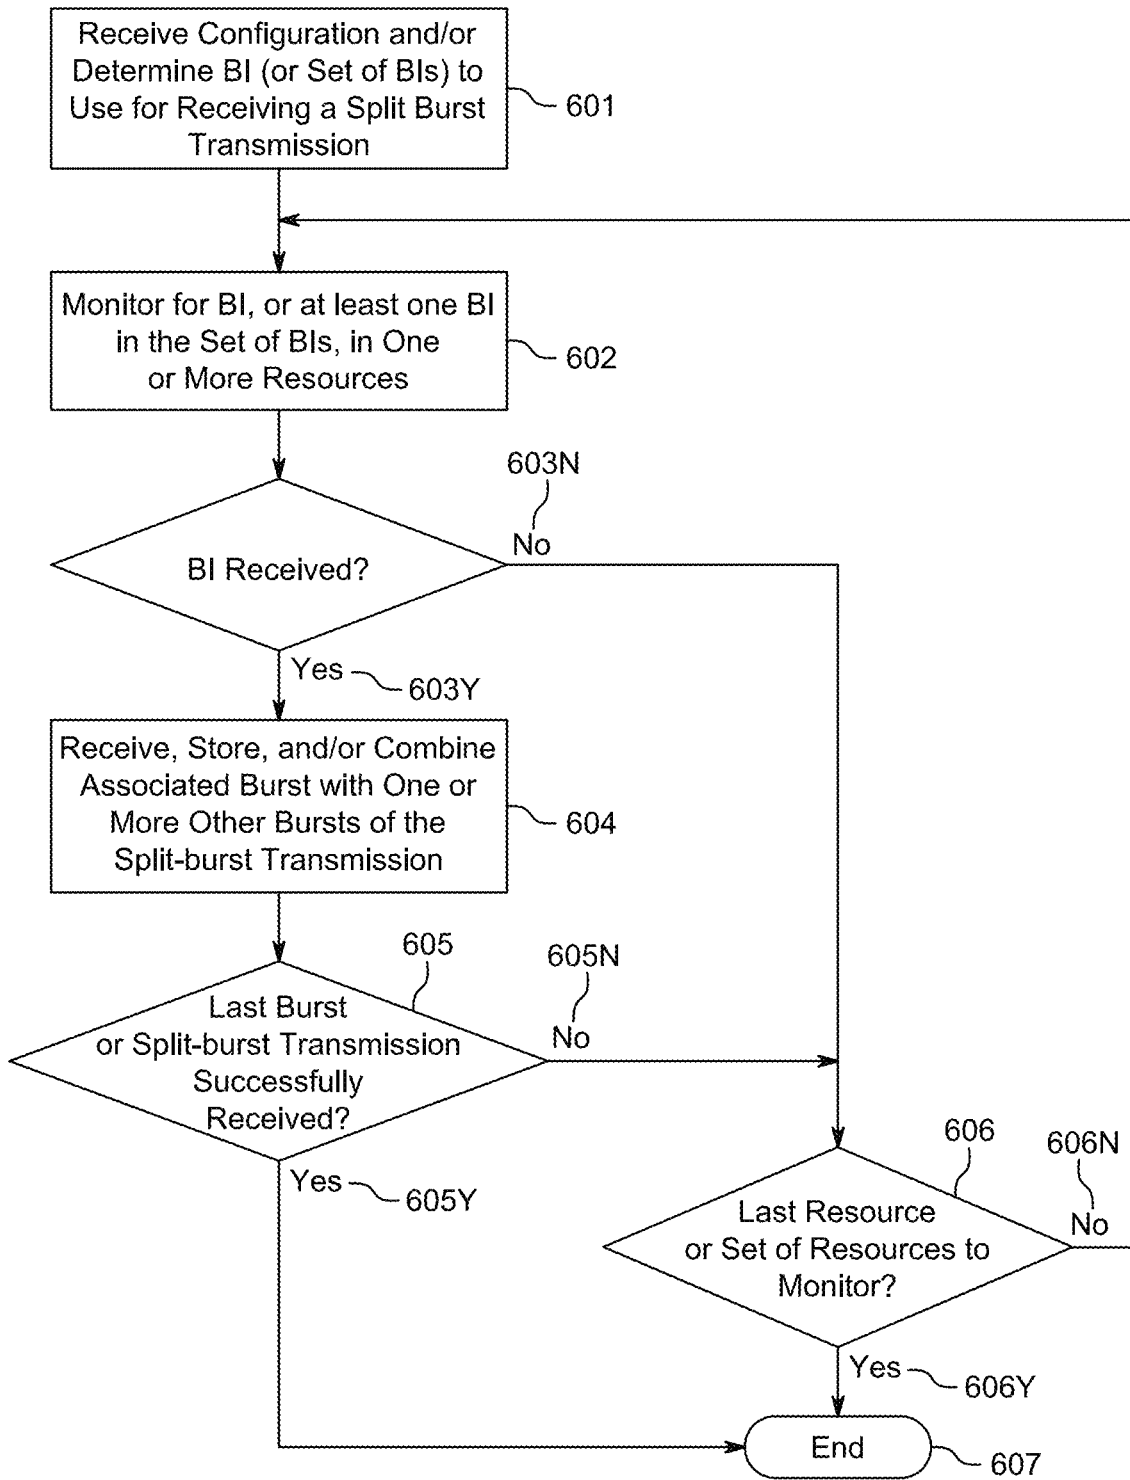 Receive Configuration and/or
Determine BI (or Set of BIs) to
Use for Receiving a Split Burst
Transmission
601
Monitor for BI, or at least one BI
in the Set of BIs, in One
or More Resources
602
603N
No
BI Received?
Yes
603Y
Receive, Store, and/or Combine
Associated Burst with One or
More Other Bursts of the
Split-burst Transmission
604
605
605N
No
Last Burst
or Split-burst Transmission
Successfully
Received?
Yes
605Y
606
606N
No
Last Resource
or Set of Resources to
Monitor?
Yes
606Y
End
607